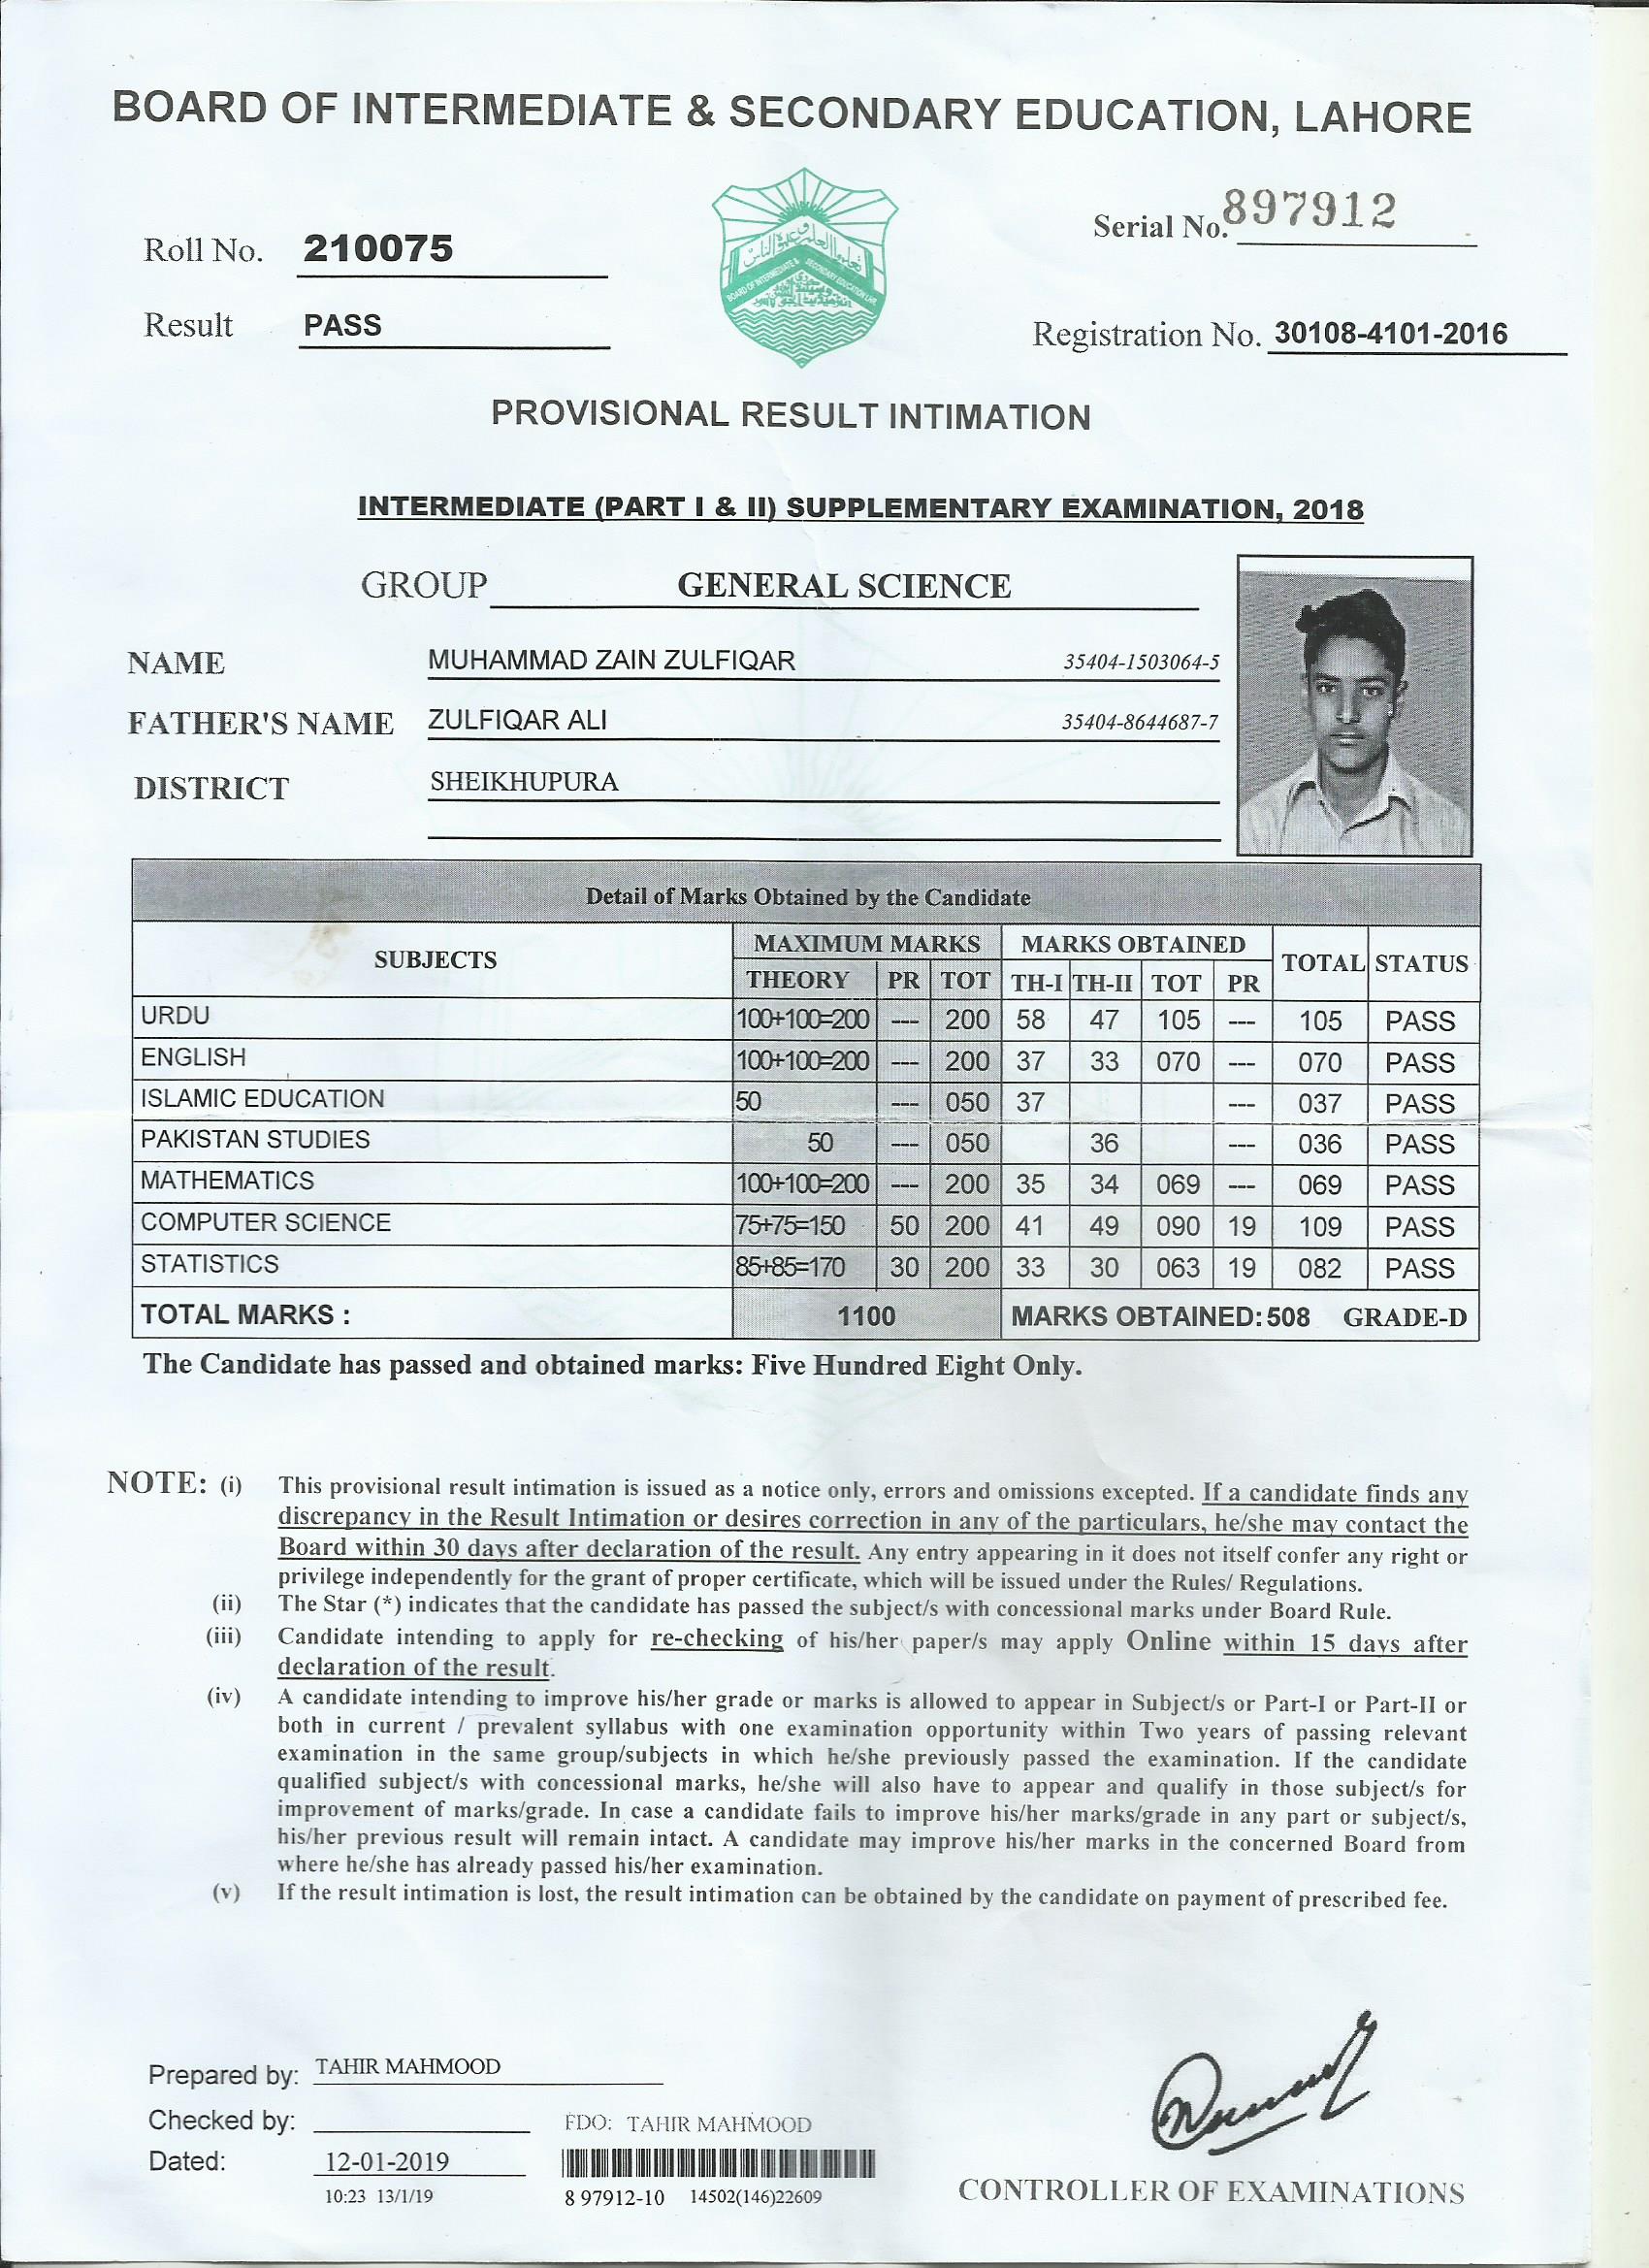 BOARD OF INTERMEDIATE & SECONDARY EDUCATION, LAHORE
Serial No. 897912
Roll No. 210075
BOARD OF INTERMEDIATE & SECONDARY EDUCATION LHR.
Result PASS
Registration No. 30108-4101-2016
PROVISIONAL RESULT INTIMATION
INTERMEDIATE (PART I & II) SUPPLEMENTARY EXAMINATION, 2018
GROUP GENERAL SCIENCE
NAME MUHAMMAD ZAIN ZULFIQAR 35404-1503064-5
FATHER'S NAME ZULFIQAR ALI 35404-8644687-7
DISTRICT SHEIKHUPURA
Detail of Marks Obtained by the Candidate
SUBJECTS MAXIMUM MARKS MARKS OBTAINED TOTAL STATUS
THEORY PR TOT TH-I TH-II TOT PR
URDU 100+100=200 --- 200 58 47 105 --- 105 PASS
ENGLISH 100+100=200 --- 200 37 33 070 --- 070 PASS
ISLAMIC EDUCATION 50 --- 050 37 --- 037 PASS
PAKISTAN STUDIES 50 --- 050 36 --- 036 PASS
MATHEMATICS 100+100=200 --- 200 35 34 069 --- 069 PASS
COMPUTER SCIENCE 75+75=150 50 200 41 49 090 19 109 PASS
STATISTICS 85+85=170 30 200 33 30 063 19 082 PASS
TOTAL MARKS : 1100 MARKS OBTAINED: 508 GRADE-D
The Candidate has passed and obtained marks: Five Hundred Eight Only.
NOTE: (i) This provisional result intimation is issued as a notice only, errors and omissions excepted. If a candidate finds any
discrepancy in the Result Intimation or desires correction in any of the particulars, he/she may contact the
Board within 30 days after declaration of the result. Any entry appearing in it does not itself confer any right or
privilege independently for the grant of proper certificate, which will be issued under the Rules/ Regulations.
(ii) The Star (*) indicates that the candidate has passed the subject/s with concessional marks under Board Rule.
(iii) Candidate intending to apply for re-checking of his/her paper/s may apply Online within 15 days after
declaration of the result.
(iv) A candidate intending to improve his/her grade or marks is allowed to appear in Subject/s or Part-I or Part-II or
both in current / prevalent syllabus with one examination opportunity within Two years of passing relevant
examination in the same group/subjects in which he/she previously passed the examination. If the candidate
qualified subject/s with concessional marks, he/she will also have to appear and qualify in those subject/s for
improvement of marks/grade. In case a candidate fails to improve his/her marks/grade in any part or subject/s,
his/her previous result will remain intact. A candidate may improve his/her marks in the concerned Board from
where he/she has already passed his/her examination.
(v) If the result intimation is lost, the result intimation can be obtained by the candidate on payment of prescribed fee.
Prepared by: TAHIR MAHMOOD
Checked by:
FDO: TAHIR MAHMOOD
Dated: 12-01-2019
10:23 13/1/19
8 97912-10 14502(146)22609
CONTROLLER OF EXAMINATIONS